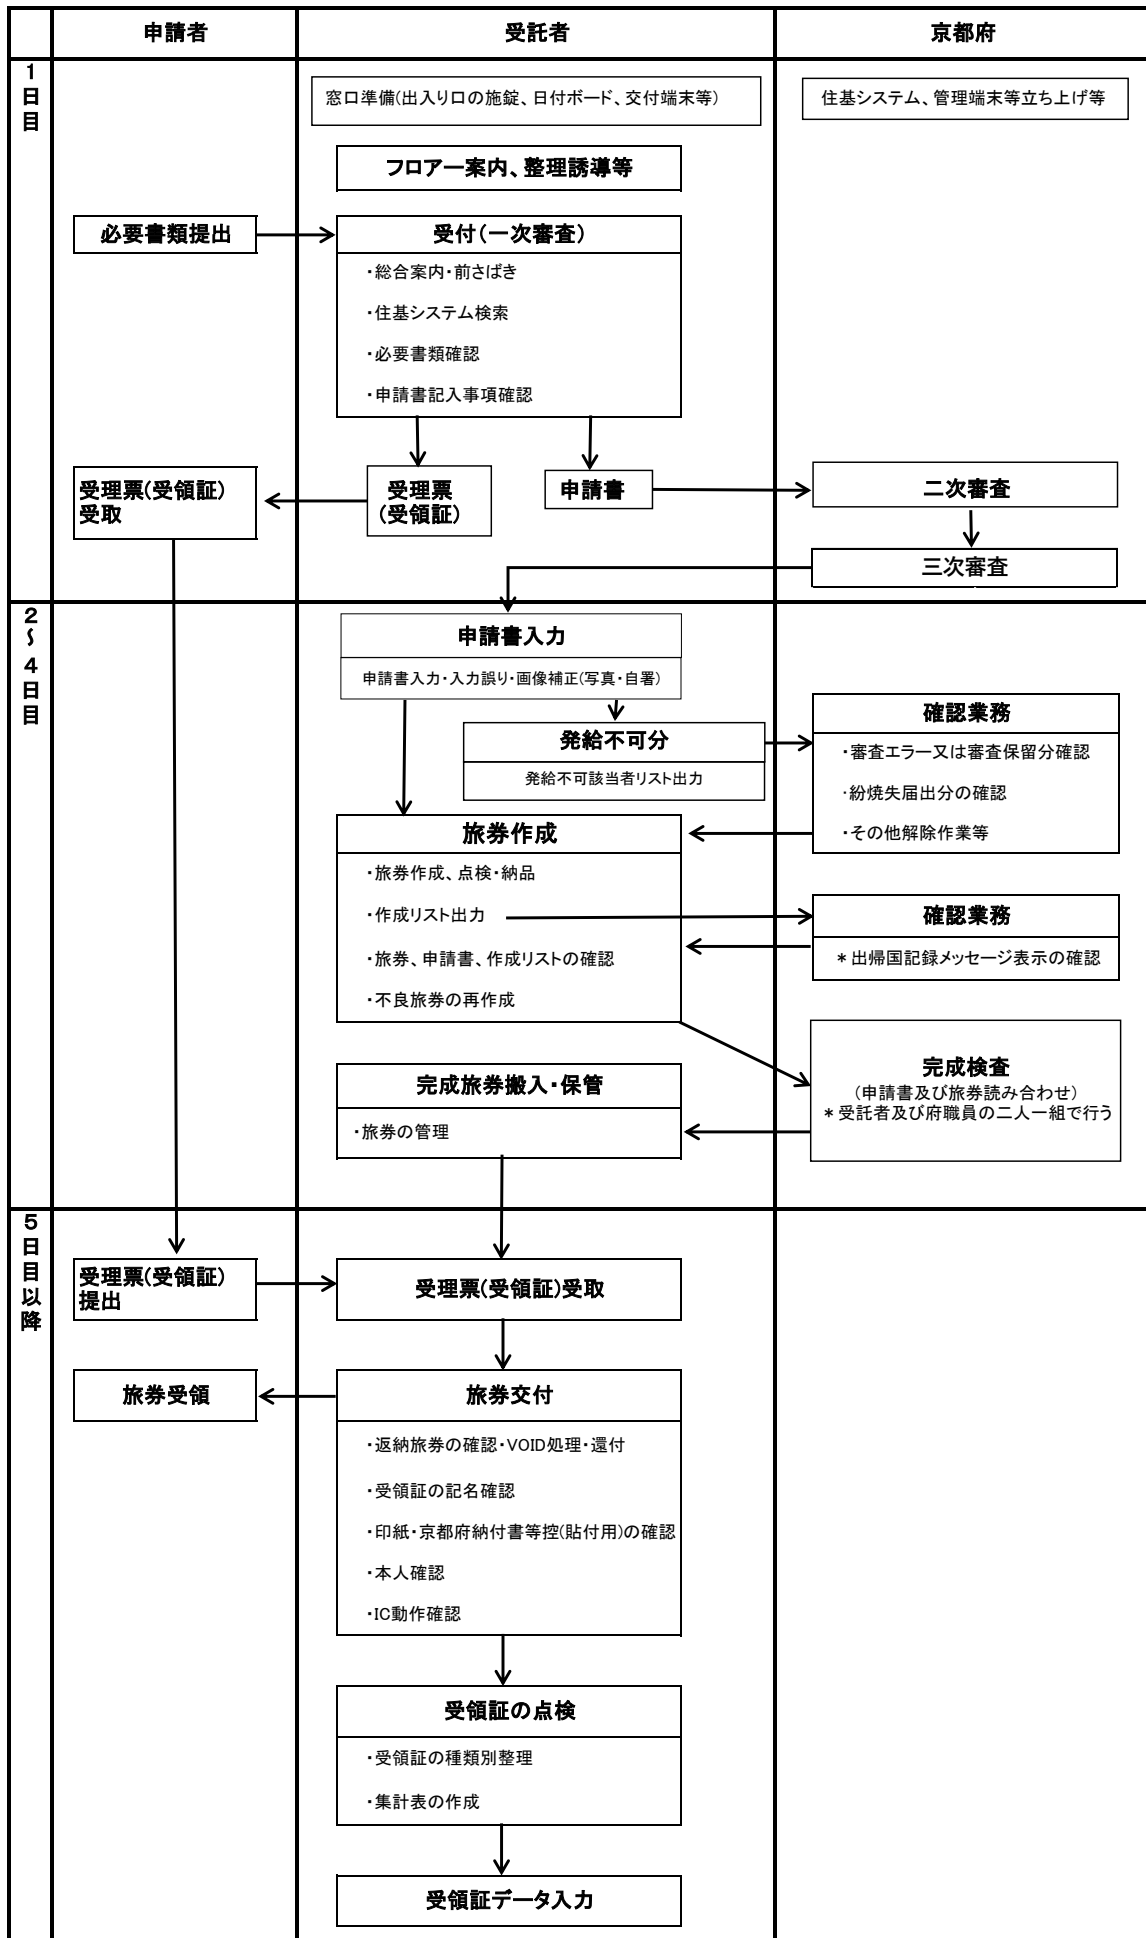 申請者
受託者
京都府
1日目
窓口準備(出入り口の施錠、日付ボード、交付端末等)
住基システム、管理端末等立ち上げ等
フロアー案内、整理誘導等
必要書類提出
受付(一次審査)
・総合案内・前さばき
・住基システム検索
・必要書類確認
・申請書記入事項確認
受理票(受領証)
受取
受理票
(受領証)
申請書
二次審査
三次審査
2～4日目
申請書入力
申請書入力・入力誤り・画像補正(写真・自署)
発給不可分
発給不可該当者リスト出力
確認業務
・審査エラー又は審査保留分確認
・紛焼失届出分の確認
・その他解除作業等
旅券作成
・旅券作成、点検・納品
・作成リスト出力
・旅券、申請書、作成リストの確認
・不良旅券の再作成
確認業務
＊出帰国記録メッセージ表示の確認
完成検査
(申請書及び旅券読み合わせ)
＊受託者及び府職員の二人一組で行う
完成旅券搬入・保管
・旅券の管理
5日目以降
受理票(受領証)
提出
受理票(受領証)受取
旅券受領
旅券交付
・返納旅券の確認・VOID処理・還付
・受領証の記名確認
・印紙・京都府納付書等控(貼付用)の確認
・本人確認
・IC動作確認
受領証の点検
・受領証の種類別整理
・集計表の作成
受領証データ入力